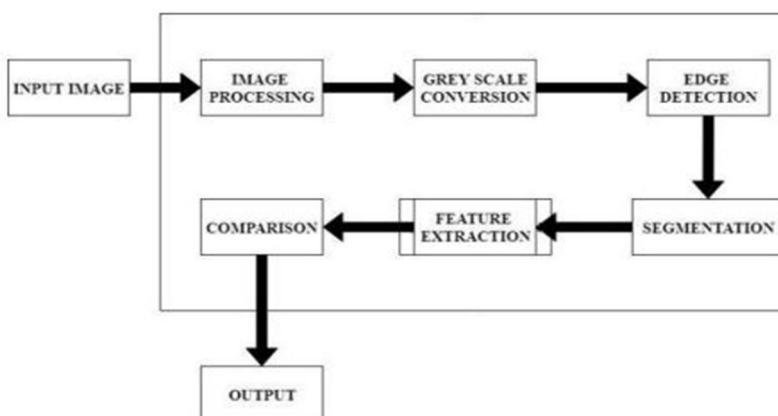 INPUT IMAGE
IMAGE
PROCESSING
GREY SCALE
CONVERSION
EDGE
DETECTION
SEGMENTATION
FEATURE
EXTRACTION
COMPARISON
OUTPUT